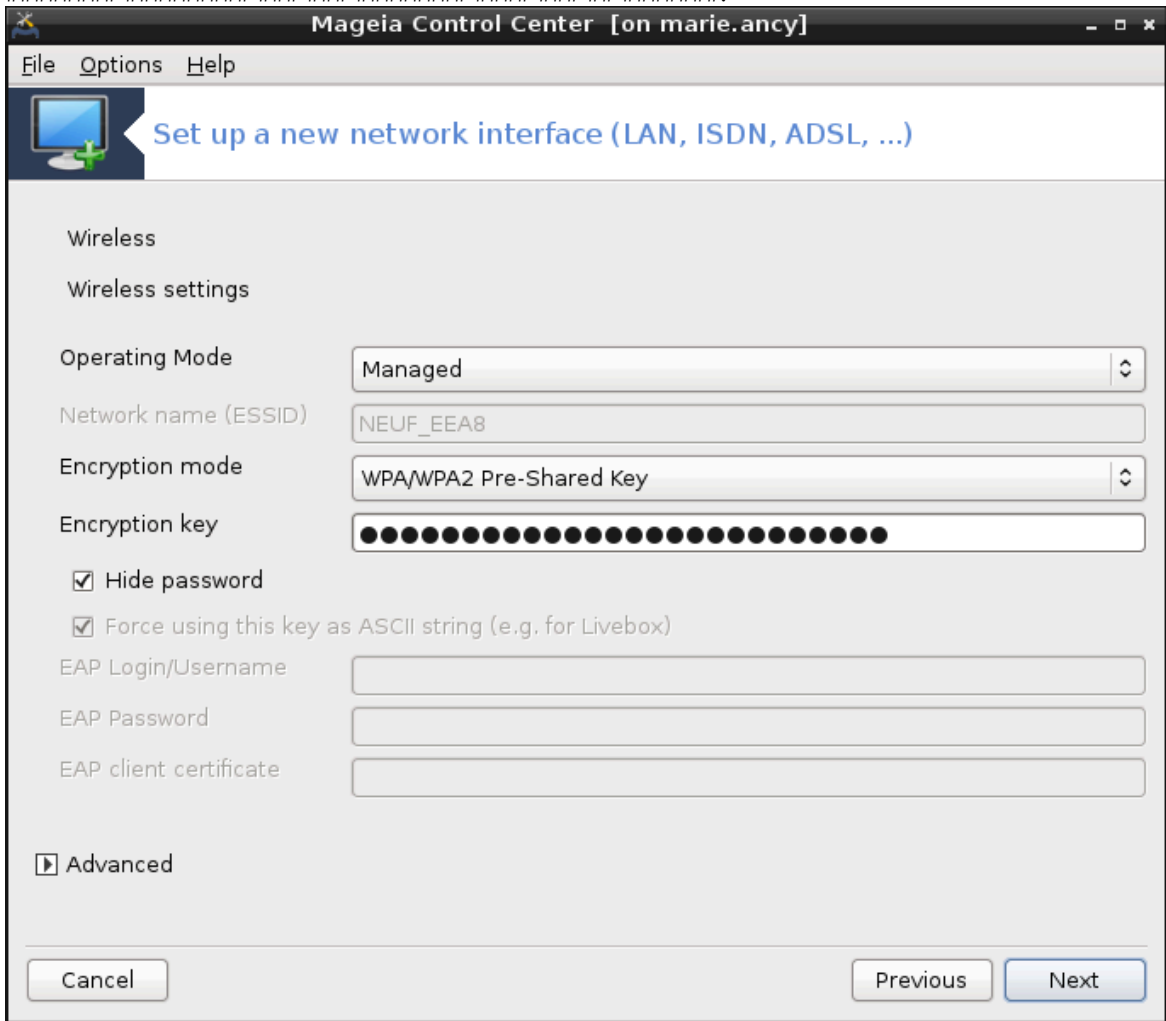 Mageia Control Center [on marie.ancy]
File Options Help
Set up a new network interface (LAN, ISDN, ADSL, ...)
Wireless
Wireless settings
Operating Mode
Managed
Network name (ESSID)
NEUF_EEA8
Encryption mode
WPA/WPA2 Pre-Shared Key
Encryption key
●●●●●●●●●●●●●●●●●●●●●●●●●●
Hide password
Force using this key as ASCII string (e.g. for Livebox)
EAP Login/Username
EAP Password
EAP client certificate
Advanced
Cancel Previous Next